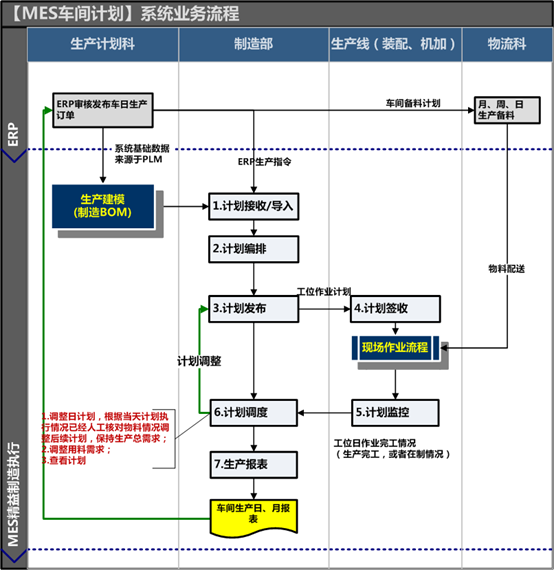 【MES车间计划】系统业务流程
生产计划科
制造部
生产线（装配、机加）
物流科
ERP
ERP审核发布车日生产
订单
车间备料计划
月、周、日
生产备料
系统基础数据
来源于PLM
ERP生产指令
生产建模
(制造BOM)
1.计划接收/导入
2.计划编排
物料配送
工位作业计划
3.计划发布
4.计划签收
现场作业流程
计划调整
6.计划调度
5.计划监控
1.调整日计划，根据当天计划执
行情况已经人工核对物料情况调
整后续计划，保持生产总需求；
2.调整用料需求；
3.查看计划
工位日作业完工情况
（生产完工，或者在制情况）
7.生产报表
车间生产日、月报
表
MES精益制造执行